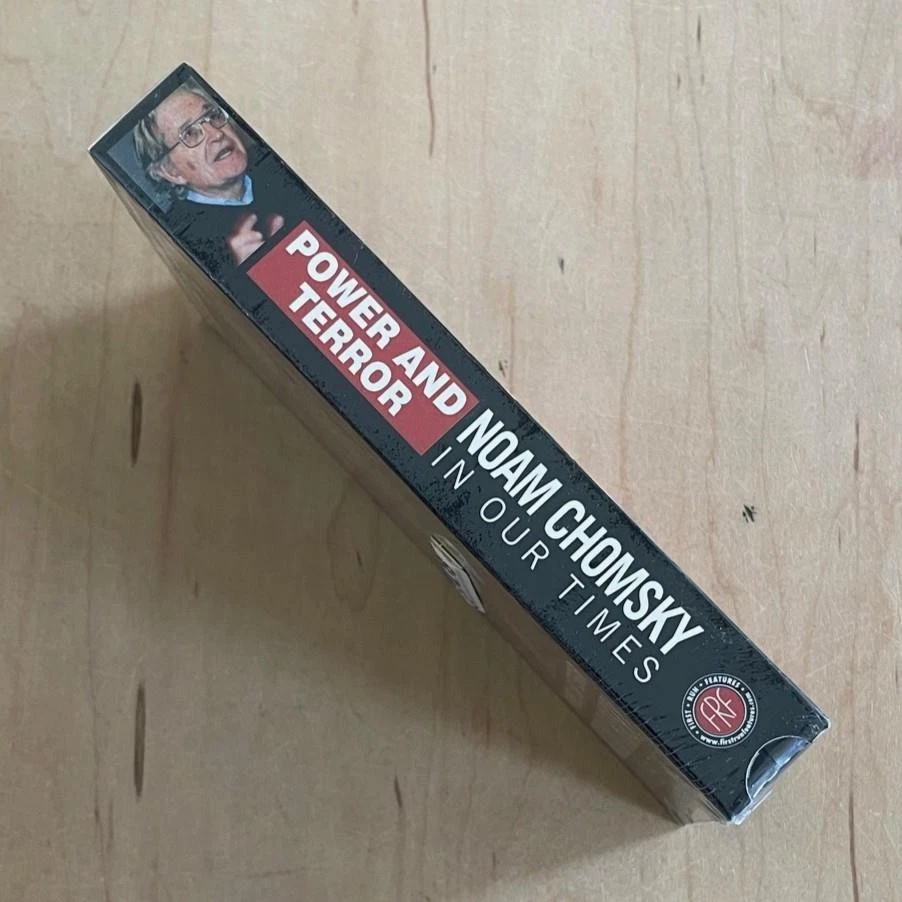 POWER AND
TERROR
NOAM CHOMSKY
IN OUR TIMES
FIRST • RUN • FEATURES
FRF
www.firstrunfeatures.com